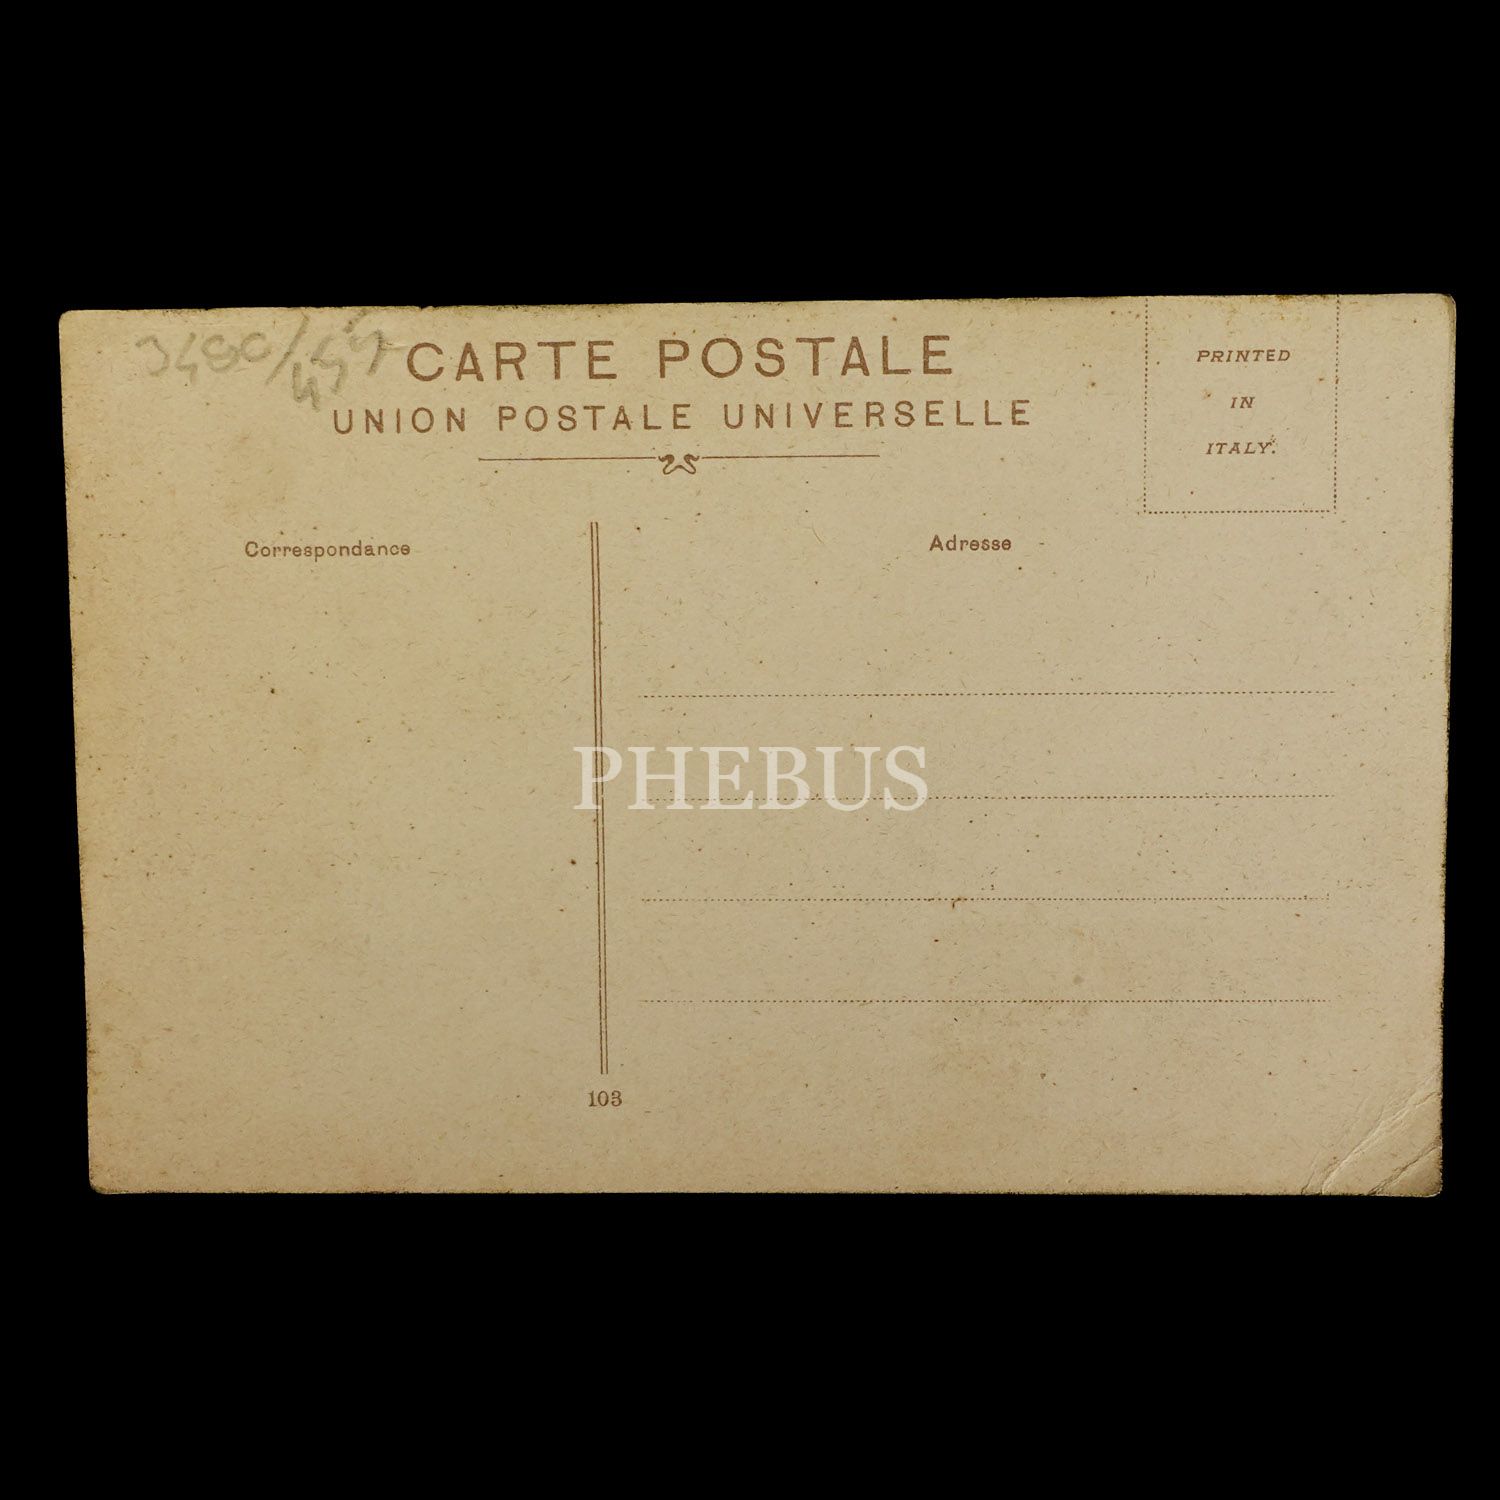 CARTE POSTALE
UNION POSTALE UNIVERSELLE
PRINTED
IN
ITALY.
Correspondance
Adresse
PHEBUS
103